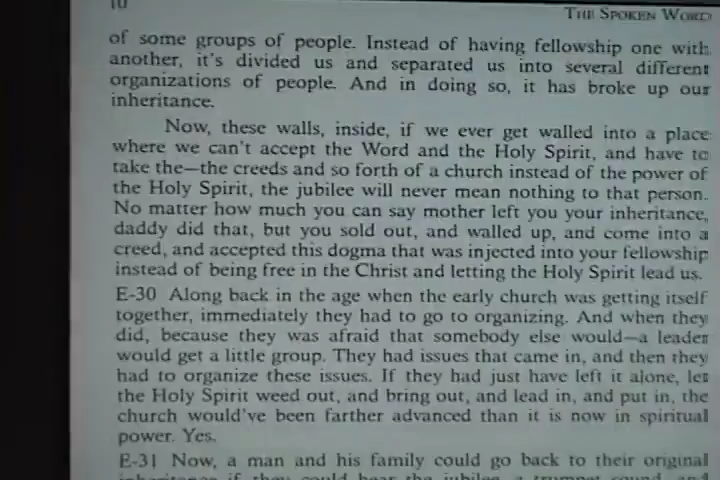 10
THE SPOKEN WORD
of some groups of people. Instead of having fellowship one with
another, it's divided us and separated us into several different
organizations of people. And in doing so, it has broke up our
inheritance.
Now, these walls, inside, if we ever get walled into a place
where we can't accept the Word and the Holy Spirit, and have to
take the—the creeds and so forth of a church instead of the power of
the Holy Spirit, the jubilee will never mean nothing to that person.
No matter how much you can say mother left you your inheritance,
daddy did that, but you sold out, and walled up, and come into a
creed, and accepted this dogma that was injected into your fellowship
instead of being free in the Christ and letting the Holy Spirit lead us.
E-30 Along back in the age when the early church was getting itself
together, immediately they had to go to organizing. And when they
did, because they was afraid that somebody else would—a leader
would get a little group. They had issues that came in, and then they
had to organize these issues. If they had just have left it alone, let
the Holy Spirit weed out, and bring out, and lead in, and put in, the
church would've been farther advanced than it is now in spiritual
power. Yes.
E-31 Now, a man and his family could go back to their original
inheritance if they could hear the jubilee, a trumpet sound, and